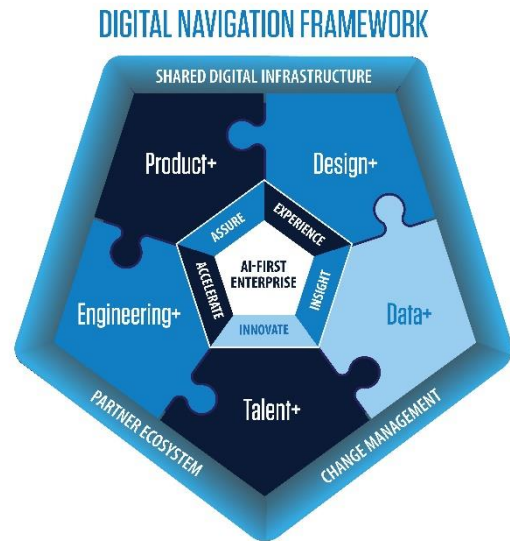 DIGITAL NAVIGATION FRAMEWORK
SHARED DIGITAL INFRASTRUCTURE
Product+
Design+
ASSURE
EXPERIENCE
AI-FIRST
ENTERPRISE
ACCELERATE
INSIGHT
Engineering+
Data+
INNOVATE
Talent+
PARTNER ECOSYSTEM
CHANGE MANAGEMENT